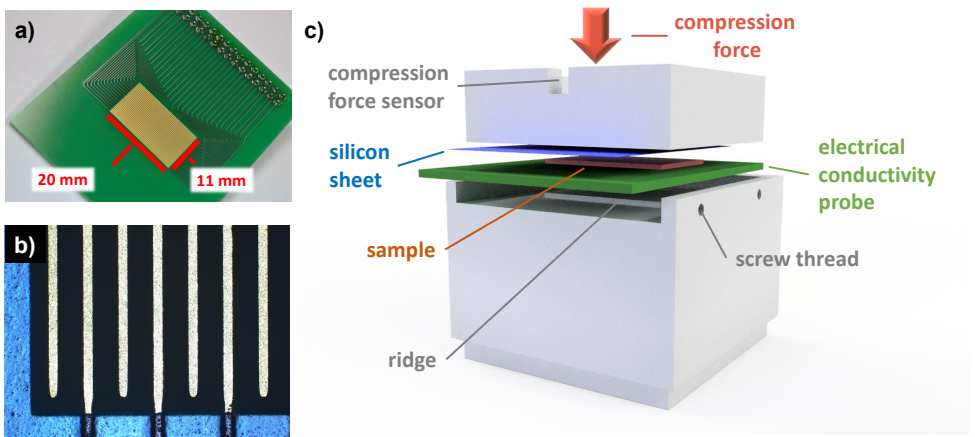 a)
20 mm
11 mm
b)
c)
compression
force
compression
force sensor
silicon
sheet
electrical
conductivity
probe
sample
screw thread
ridge